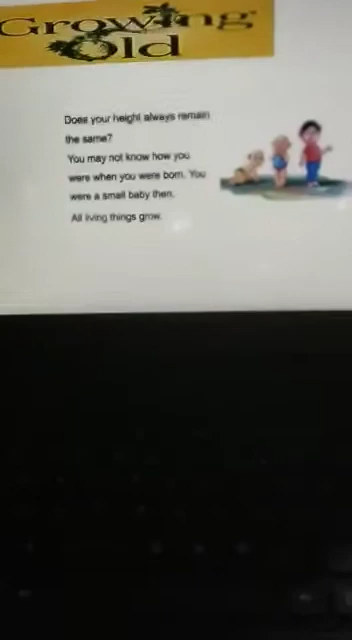 Growing
Old
Does your height always remain
the same?
You may not know how you
were when you were born. You
were a small baby then.
All living things grow.